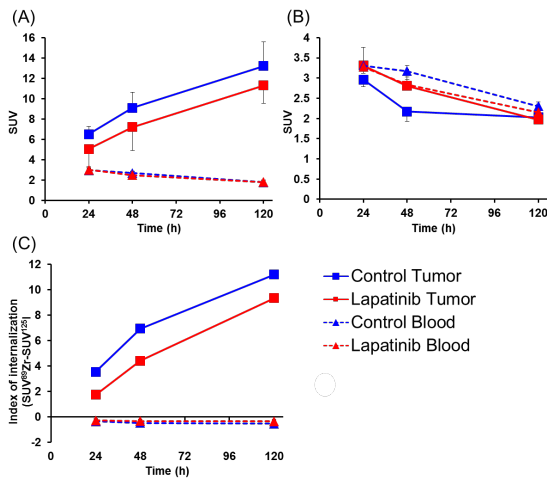 (A)
16
14
12
10
8
6
4
2
0
SUV
0 24 48 72 96 120
Time (h)
(B)
4
3.5
3
2.5
2
1.5
1
0.5
0
SUV
0 24 48 72 96 120
Time (h)
(C)
12
10
8
6
4
2
0
-2
Index of internalization
(SUV⁸⁹Zr-SUV¹²⁵I
0 24 48 72 96 120
Time (h)
Control Tumor
Lapatinib Tumor
Control Blood
Lapatinib Blood